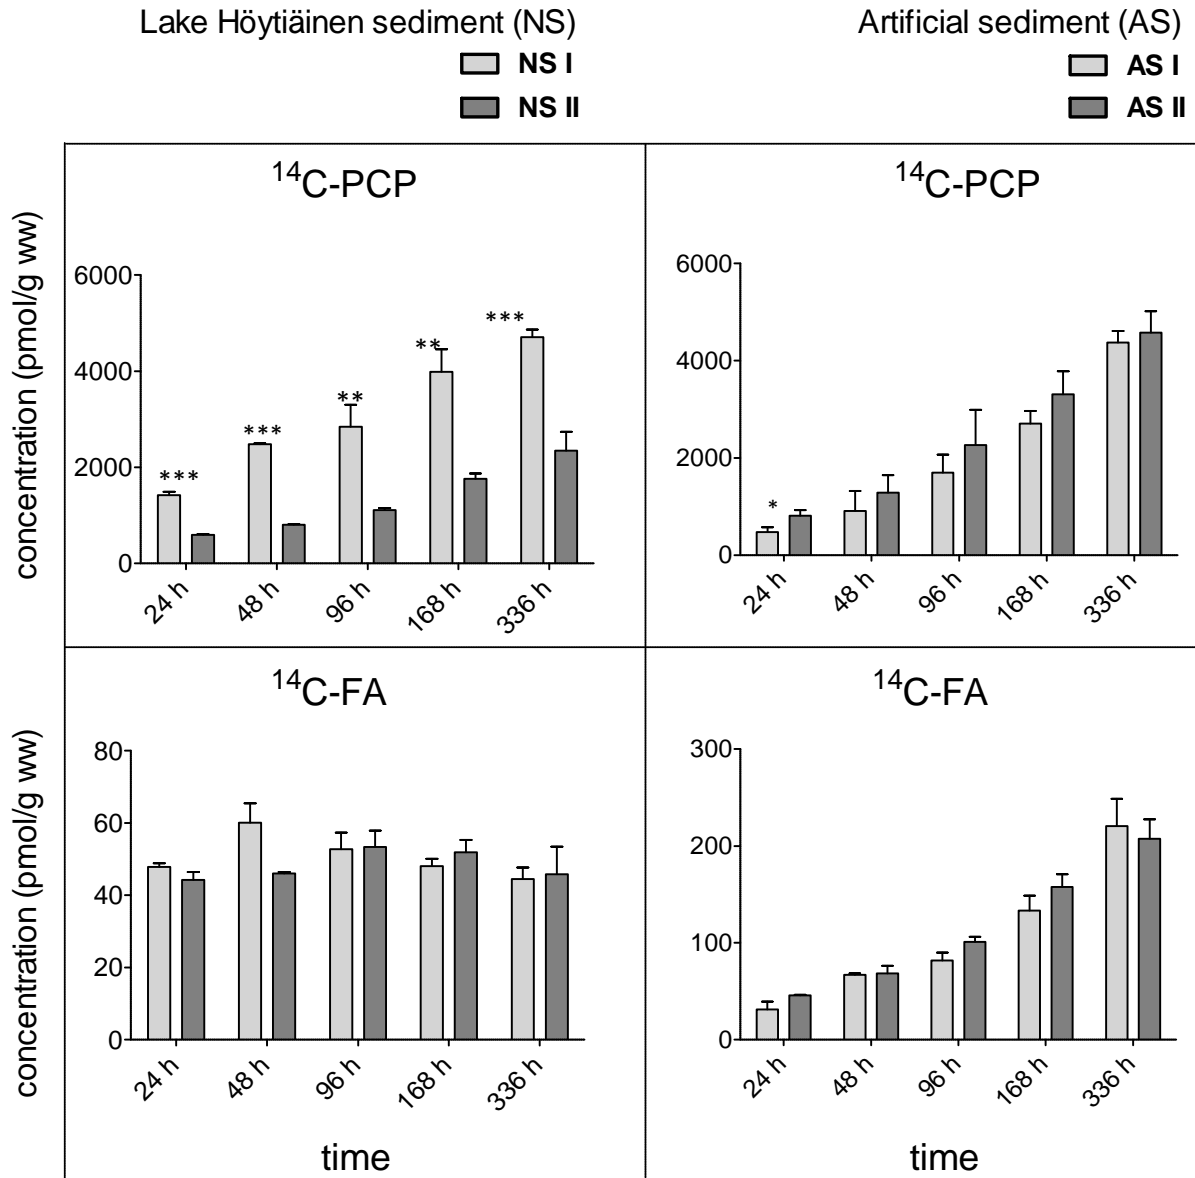 Lake Höytiäinen sediment (NS)
NS I
NS II
Artificial sediment (AS)
AS I
AS II
¹⁴C-PCP
concentration (pmol/g ww)
6000
4000
2000
0
***
***
**
**
***
24 h
48 h
96 h
168 h
336 h
¹⁴C-PCP
6000
4000
2000
0
*
24 h
48 h
96 h
168 h
336 h
¹⁴C-FA
concentration (pmol/g ww)
80
60
40
20
0
24 h
48 h
96 h
168 h
336 h
time
¹⁴C-FA
300
200
100
0
24 h
48 h
96 h
168 h
336 h
time